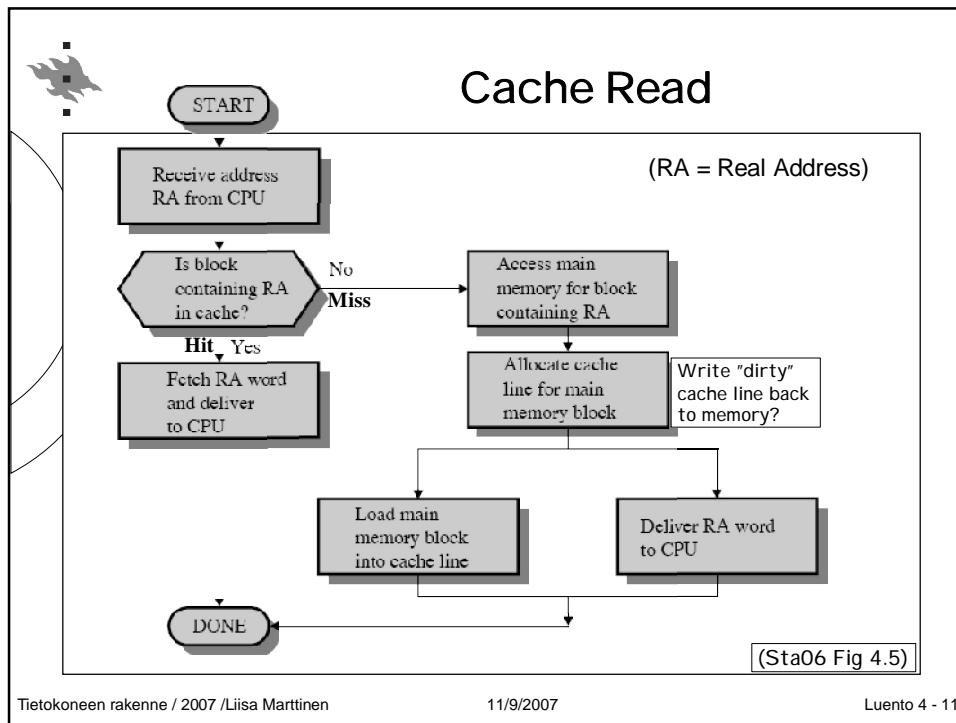 Cache Read
START
(RA = Real Address)
Receive address
RA from CPU
Is block
containing RA
in cache?
No
Miss
Access main
memory for block
containing RA
Hit Yes
Fetch RA word
and deliver
to CPU
Allocate cache
line for main
memory block
Write "dirty"
cache line back
to memory?
Load main
memory block
into cache line
Deliver RA word
to CPU
DONE
(Sta06 Fig 4.5)
Tietokoneen rakenne / 2007 /Liisa Marttinen
11/9/2007
Luento 4 - 11